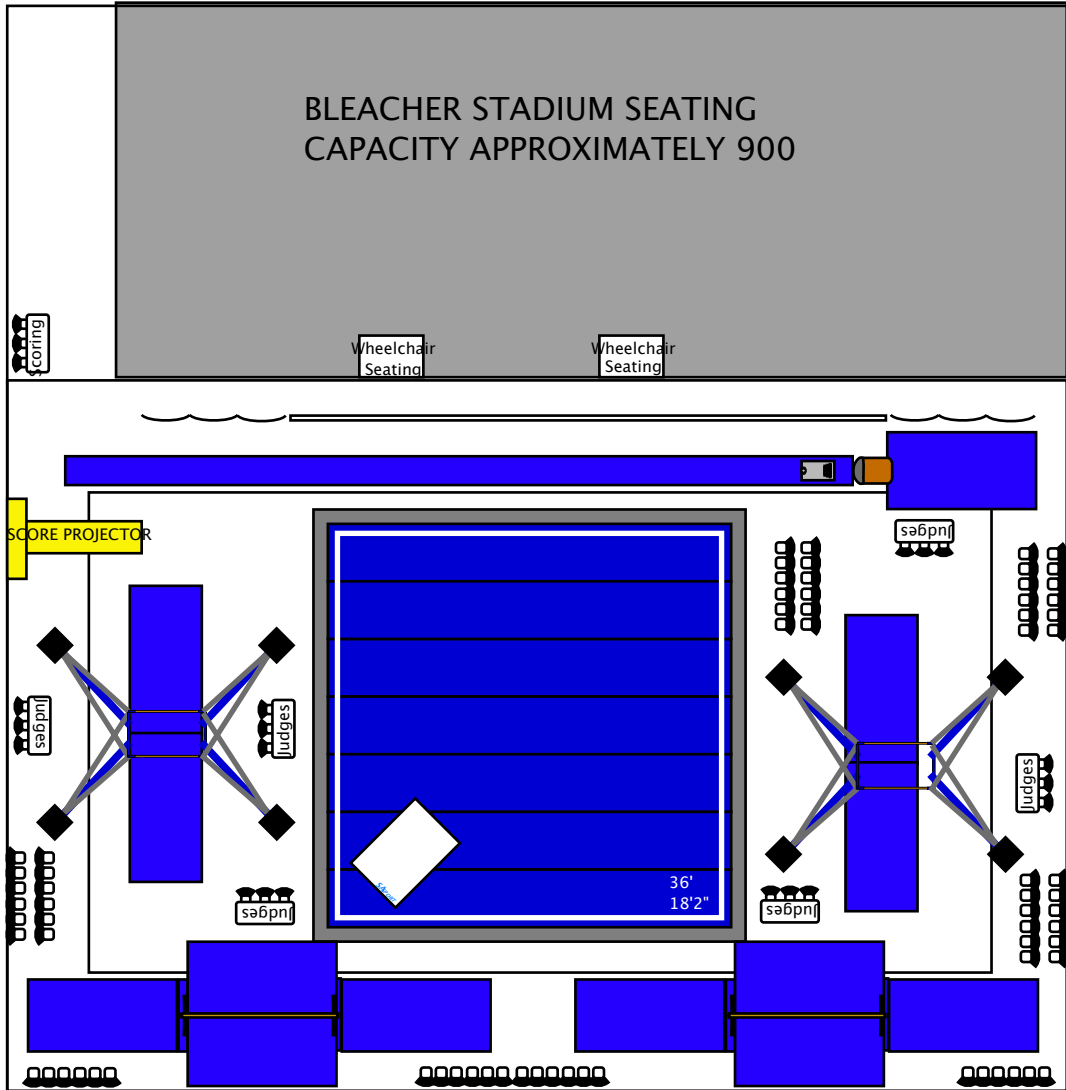 BLEACHER STADIUM SEATING
CAPACITY APPROXIMATELY 900
Scoring
Wheelchair
Seating
Wheelchair
Seating
SCORE PROJECTOR
Judges
Judges
Judges
Judges
36'
18'2"
Judges
Judges